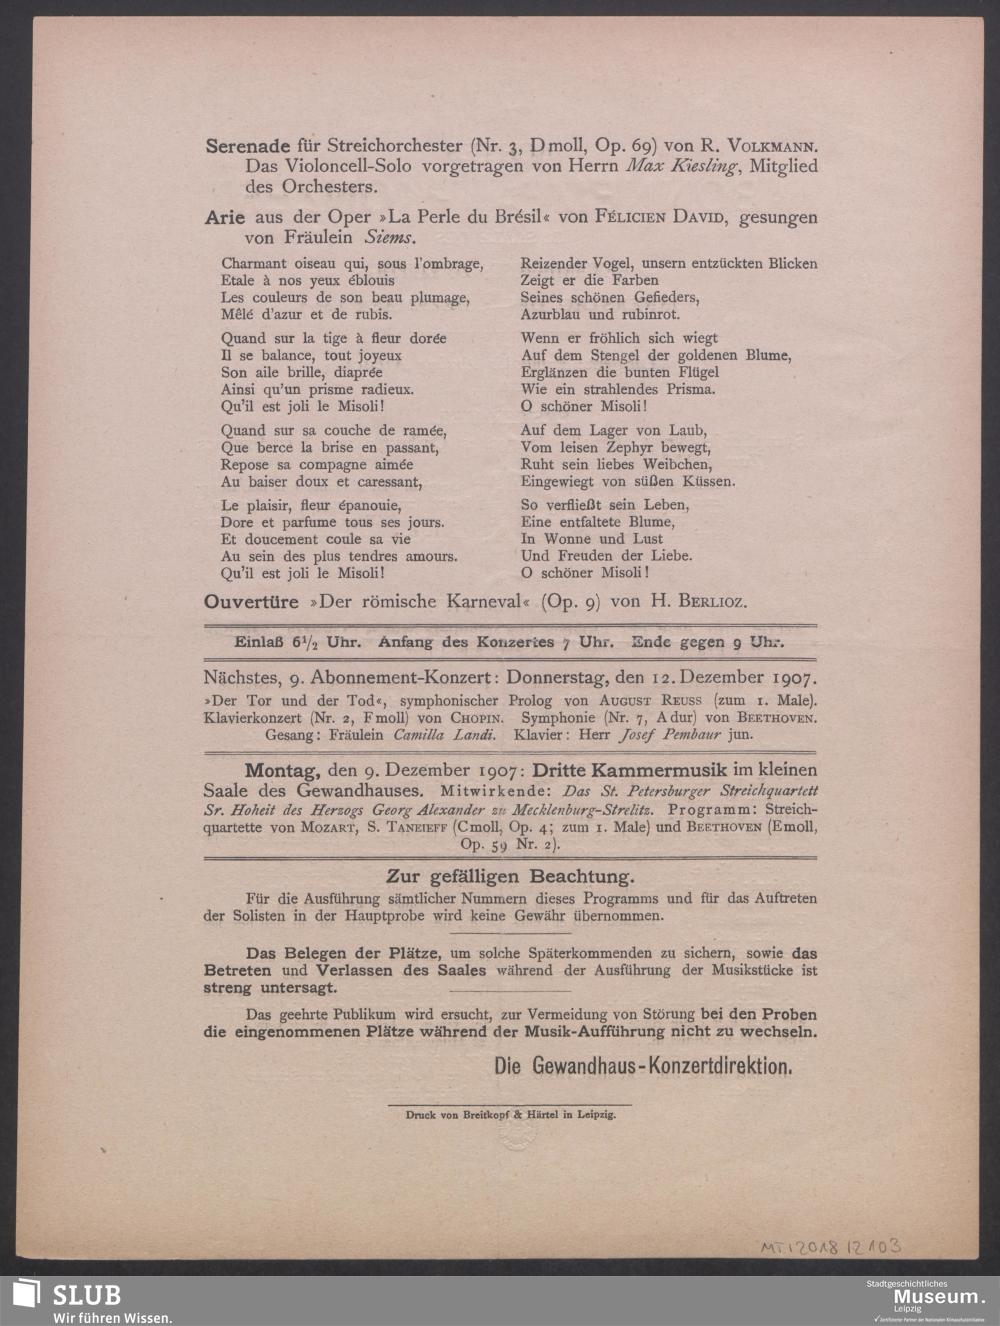 Serenade für Streichorchester (Nr. 3, D moll, Op. 69) von R. VOLKMANN.
Das Violoncell-Solo vorgetragen von Herrn Max Kiesling, Mitglied
des Orchesters.
Arie aus der Oper »La Perle du Brésil« von FÉLICIEN DAVID, gesungen
von Fräulein Siems.
Charmant oiseau qui, sous l'ombrage,
Etale à nos yeux éblouis
Les couleurs de son beau plumage,
Mêlé d'azur et de rubis.
Quand sur la tige à fleur dorée
Il se balance, tout joyeux
Son aile brille, diaprée
Ainsi qu'un prisme radieux.
Qu'il est joli le Misoli!
Quand sur sa couche de ramée,
Que berce la brise en passant,
Repose sa compagne aimée
Au baiser doux et caressant,
Le plaisir, fleur épanouie,
Dore et parfume tous ses jours.
Et doucement coule sa vie
Au sein des plus tendres amours.
Qu'il est joli le Misoli!
Reizender Vogel, unsern entzückten Blicken
Zeigt er die Farben
Seines schönen Gefieders,
Azurblau und rubinrot.
Wenn er fröhlich sich wiegt
Auf dem Stengel der goldenen Blume,
Erglänzen die bunten Flügel
Wie ein strahlendes Prisma.
O schöner Misoli!
Auf dem Lager von Laub,
Vom leisen Zephyr bewegt,
Ruht sein liebes Weibchen,
Eingewiegt von süßen Küssen.
So verfließt sein Leben,
Eine entfaltete Blume,
In Wonne und Lust
Und Freuden der Liebe.
O schöner Misoli!
Ouvertüre »Der römische Karneval« (Op. 9) von H. BERLIOZ.
Einlaß 6½ Uhr. Anfang des Konzertes 7 Uhr. Ende gegen 9 Uhr.
Nächstes, 9. Abonnement-Konzert: Donnerstag, den 12. Dezember 1907.
»Der Tor und der Tod«, symphonischer Prolog von AUGUST REUSS (zum 1. Male).
Klavierkonzert (Nr. 2, F moll) von CHOPIN. Symphonie (Nr. 7, A dur) von BEETHOVEN.
Gesang: Fräulein Camilla Landi. Klavier: Herr Josef Pembaur jun.
Montag, den 9. Dezember 1907: Dritte Kammermusik im kleinen
Saale des Gewandhauses. Mitwirkende: Das St. Petersburger Streichquartett
Sr. Hoheit des Herzogs Georg Alexander zu Mecklenburg-Strelitz. Programm: Streich-
quartette von MOZART, S. TANEIEFF (C moll, Op. 4; zum 1. Male) und BEETHOVEN (E moll,
Op. 59 Nr. 2).
Zur gefälligen Beachtung.
Für die Ausführung sämtlicher Nummern dieses Programms und für das Auftreten
der Solisten in der Hauptprobe wird keine Gewähr übernommen.
Das Belegen der Plätze, um solche Späterkommenden zu sichern, sowie das
Betreten und Verlassen des Saales während der Ausführung der Musikstücke ist
streng untersagt.
Das geehrte Publikum wird ersucht, zur Vermeidung von Störung bei den Proben
die eingenommenen Plätze während der Musik-Aufführung nicht zu wechseln.
Die Gewandhaus-Konzertdirektion.
Druck von Breitkopf & Härtel in Leipzig.
MT/2018/2103
SLUB
Wir führen Wissen.
Stadtgeschichtliches
Museum.
Leipzig
Zertifizierter Partner der Nationalen Klimaschutzinitiative